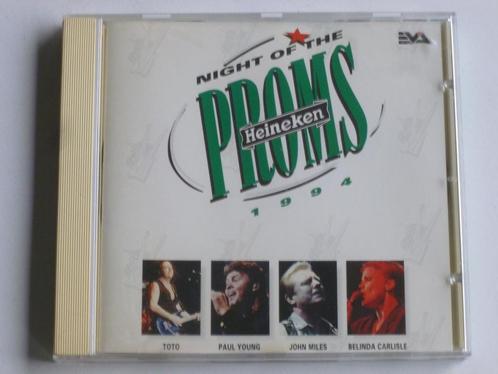 EVA
NIGHT OF THE
PROMS
Heineken
1994
TOTO PAUL YOUNG JOHN MILES BELINDA CARLISLE